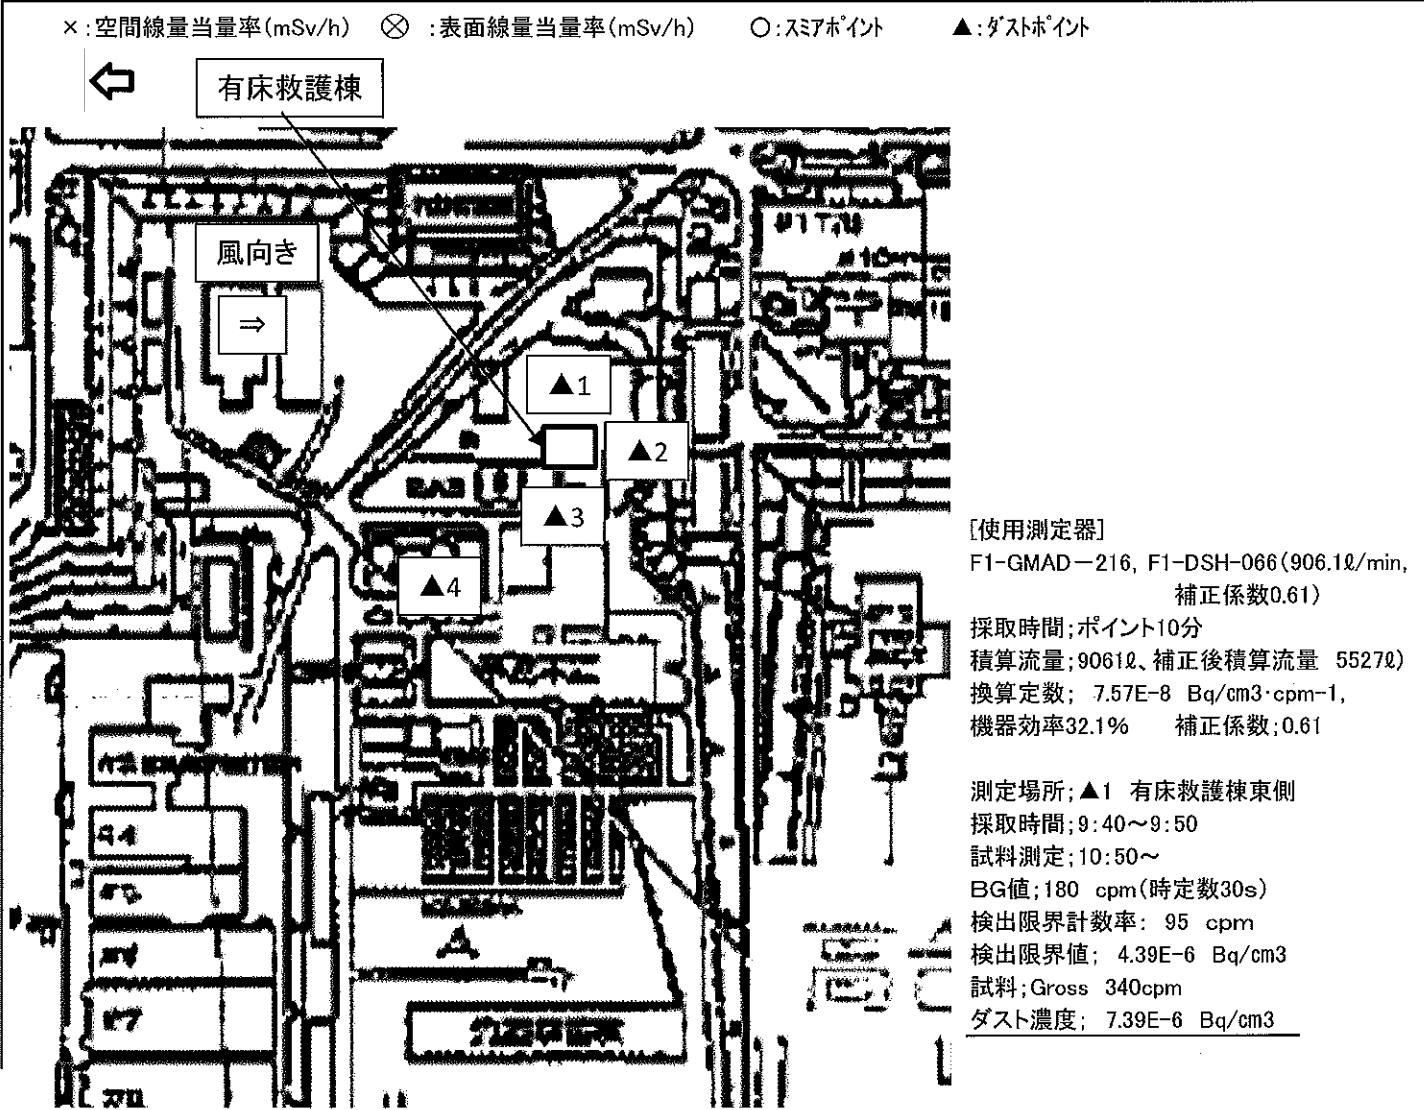 ×:空間線量当量率(mSv/h) ⊗ :表面線量当量率(mSv/h) ○:スミアポイント ▲:ダストポイント
有床救護棟
風向き
⇒
▲1
▲2
▲3
▲4
[使用測定器]
F1-GMAD-216, F1-DSH-066(906.1ℓ/min,
補正係数0.61)
採取時間;ポイント10分
積算流量;9061ℓ、補正後積算流量 5527ℓ)
換算定数; 7.57E-8 Bq/cm3·cpm-1,
機器効率32.1% 補正係数;0.61
測定場所;▲1 有床救護棟東側
採取時間;9:40~9:50
試料測定;10:50~
BG値;180 cpm(時定数30s)
検出限界計数率: 95 cpm
検出限界値; 4.39E-6 Bq/cm3
試料;Gross 340cpm
ダスト濃度; 7.39E-6 Bq/cm3